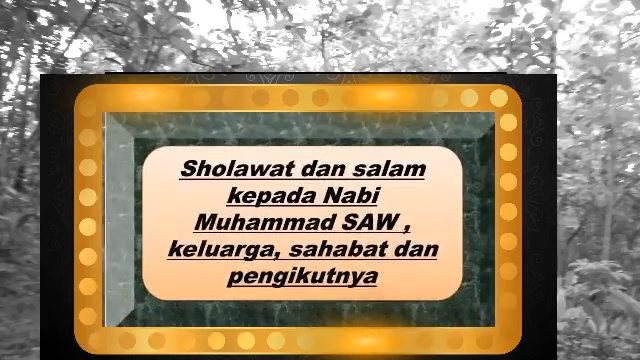 Sholawat dan salam
kepada Nabi
Muhammad SAW ,
keluarga, sahabat dan
pengikutnya